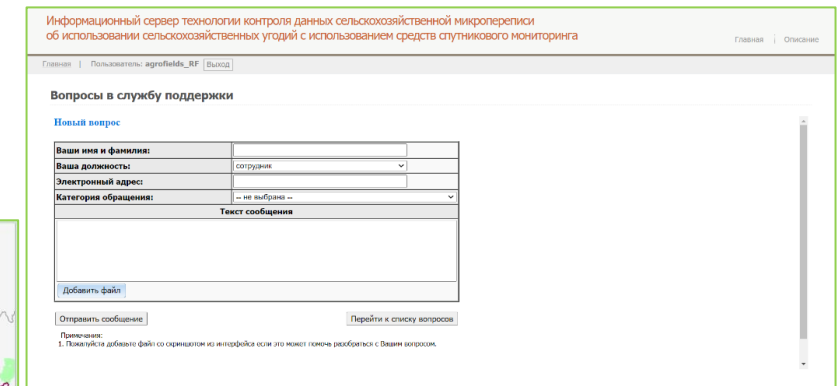 Информационный сервер технологии контроля данных сельскохозяйственной микропереписи
об использовании сельскохозяйственных угодий с использованием средств спутникового мониторинга
Главная | Описание
Главная | Пользователь: agrofields_RF Выход
Вопросы в службу поддержки
Новый вопрос
Ваши имя и фамилия:
Ваша должность: сотрудник
Электронный адрес:
Категория обращения: -- не выбрана --
Текст сообщения
Добавить файл
Отправить сообщение Перейти к списку вопросов
Примечания:
1. Пожалуйста добавьте файл со скриншотом из интерфейса если это может помочь разобраться с Вашим вопросом.